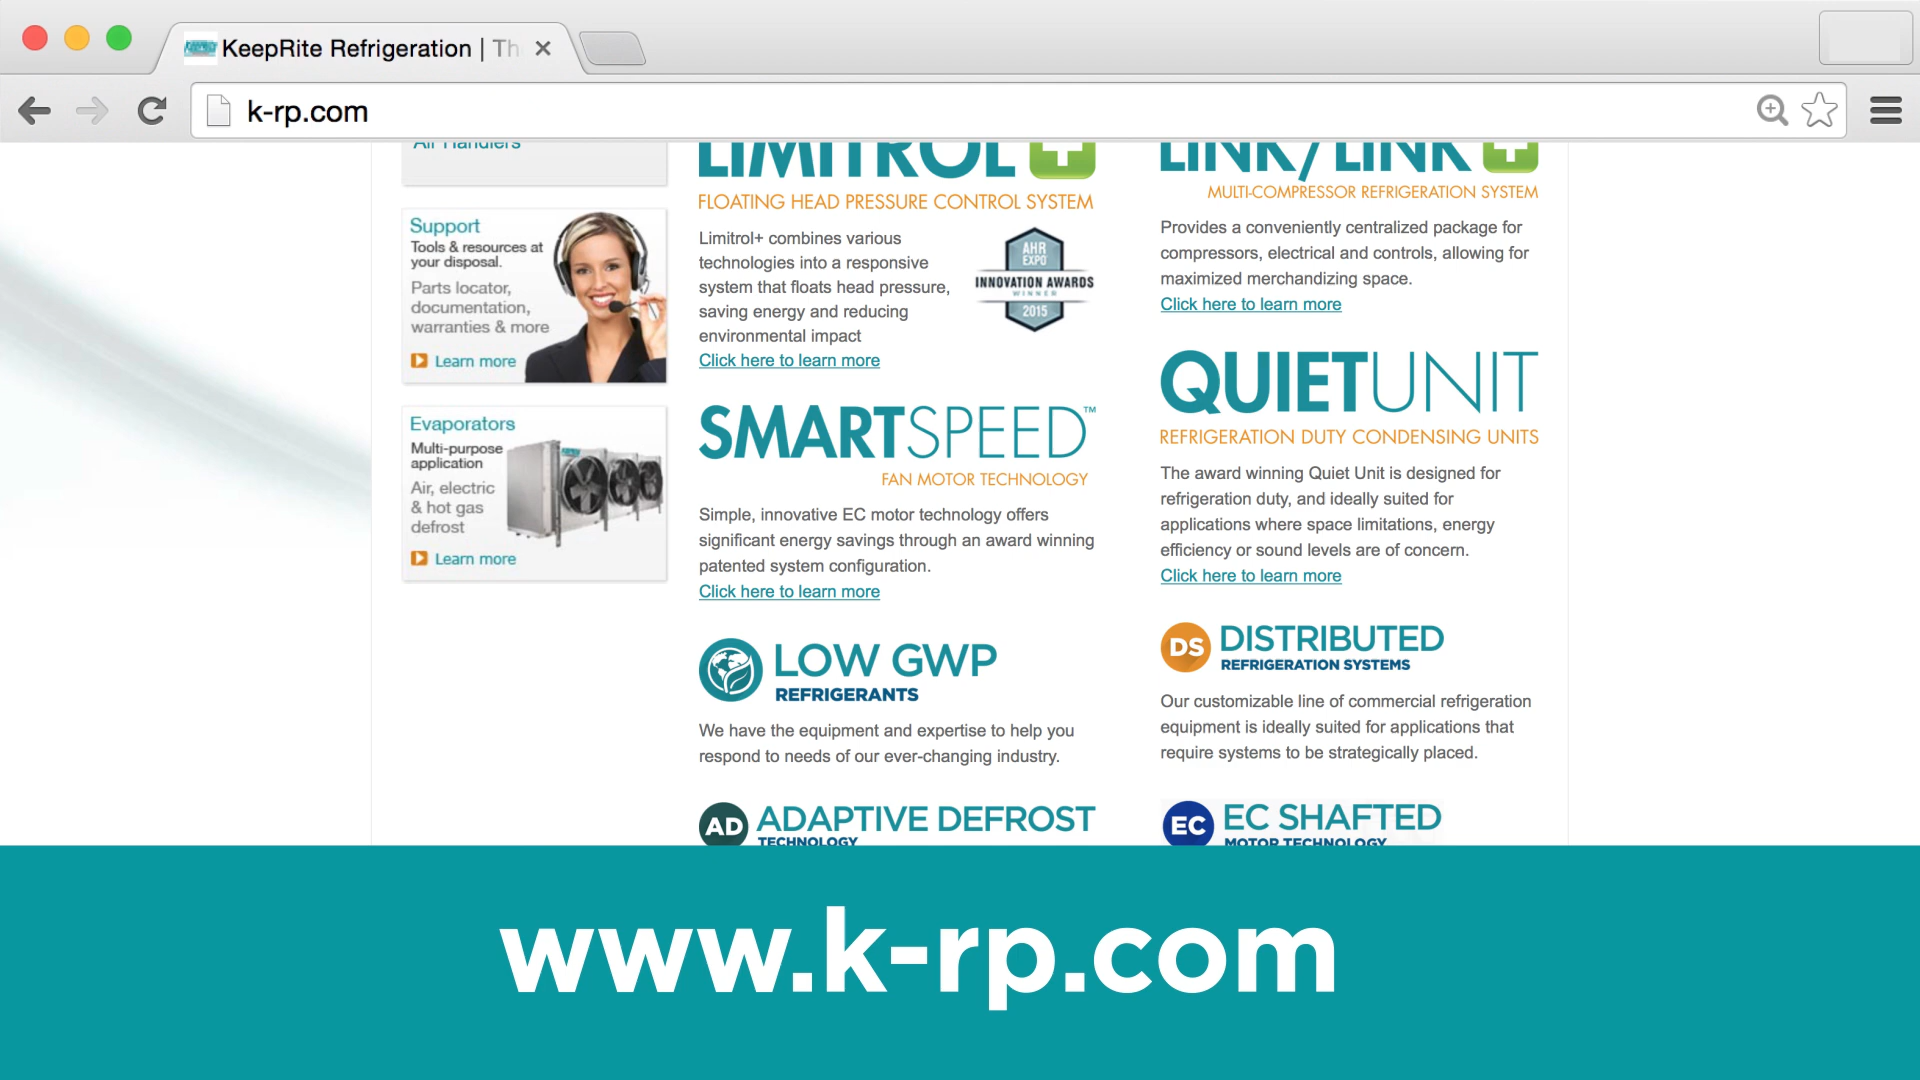 KeepRite Refrigeration | Th
k-rp.com
Air Handlers
Support
Tools & resources at
your disposal.
Parts locator,
documentation,
warranties & more
Learn more
Evaporators
Multi-purpose
application
Air, electric
& hot gas
defrost
Learn more
LIMITROL+
FLOATING HEAD PRESSURE CONTROL SYSTEM
Limitrol+ combines various
technologies into a responsive
system that floats head pressure,
saving energy and reducing
environmental impact
Click here to learn more
AHR
EXPO
INNOVATION AWARDS
WINNER
2015
SMARTSPEED™
FAN MOTOR TECHNOLOGY
Simple, innovative EC motor technology offers
significant energy savings through an award winning
patented system configuration.
Click here to learn more
LOW GWP
REFRIGERANTS
We have the equipment and expertise to help you
respond to needs of our ever-changing industry.
AD ADAPTIVE DEFROST
TECHNOLOGY
LINK/LINK+
MULTI-COMPRESSOR REFRIGERATION SYSTEM
Provides a conveniently centralized package for
compressors, electrical and controls, allowing for
maximized merchandizing space.
Click here to learn more
QUIETUNIT
REFRIGERATION DUTY CONDENSING UNITS
The award winning Quiet Unit is designed for
refrigeration duty, and ideally suited for
applications where space limitations, energy
efficiency or sound levels are of concern.
Click here to learn more
DS DISTRIBUTED
REFRIGERATION SYSTEMS
Our customizable line of commercial refrigeration
equipment is ideally suited for applications that
require systems to be strategically placed.
EC EC SHAFTED
MOTOR TECHNOLOGY
www.k-rp.com